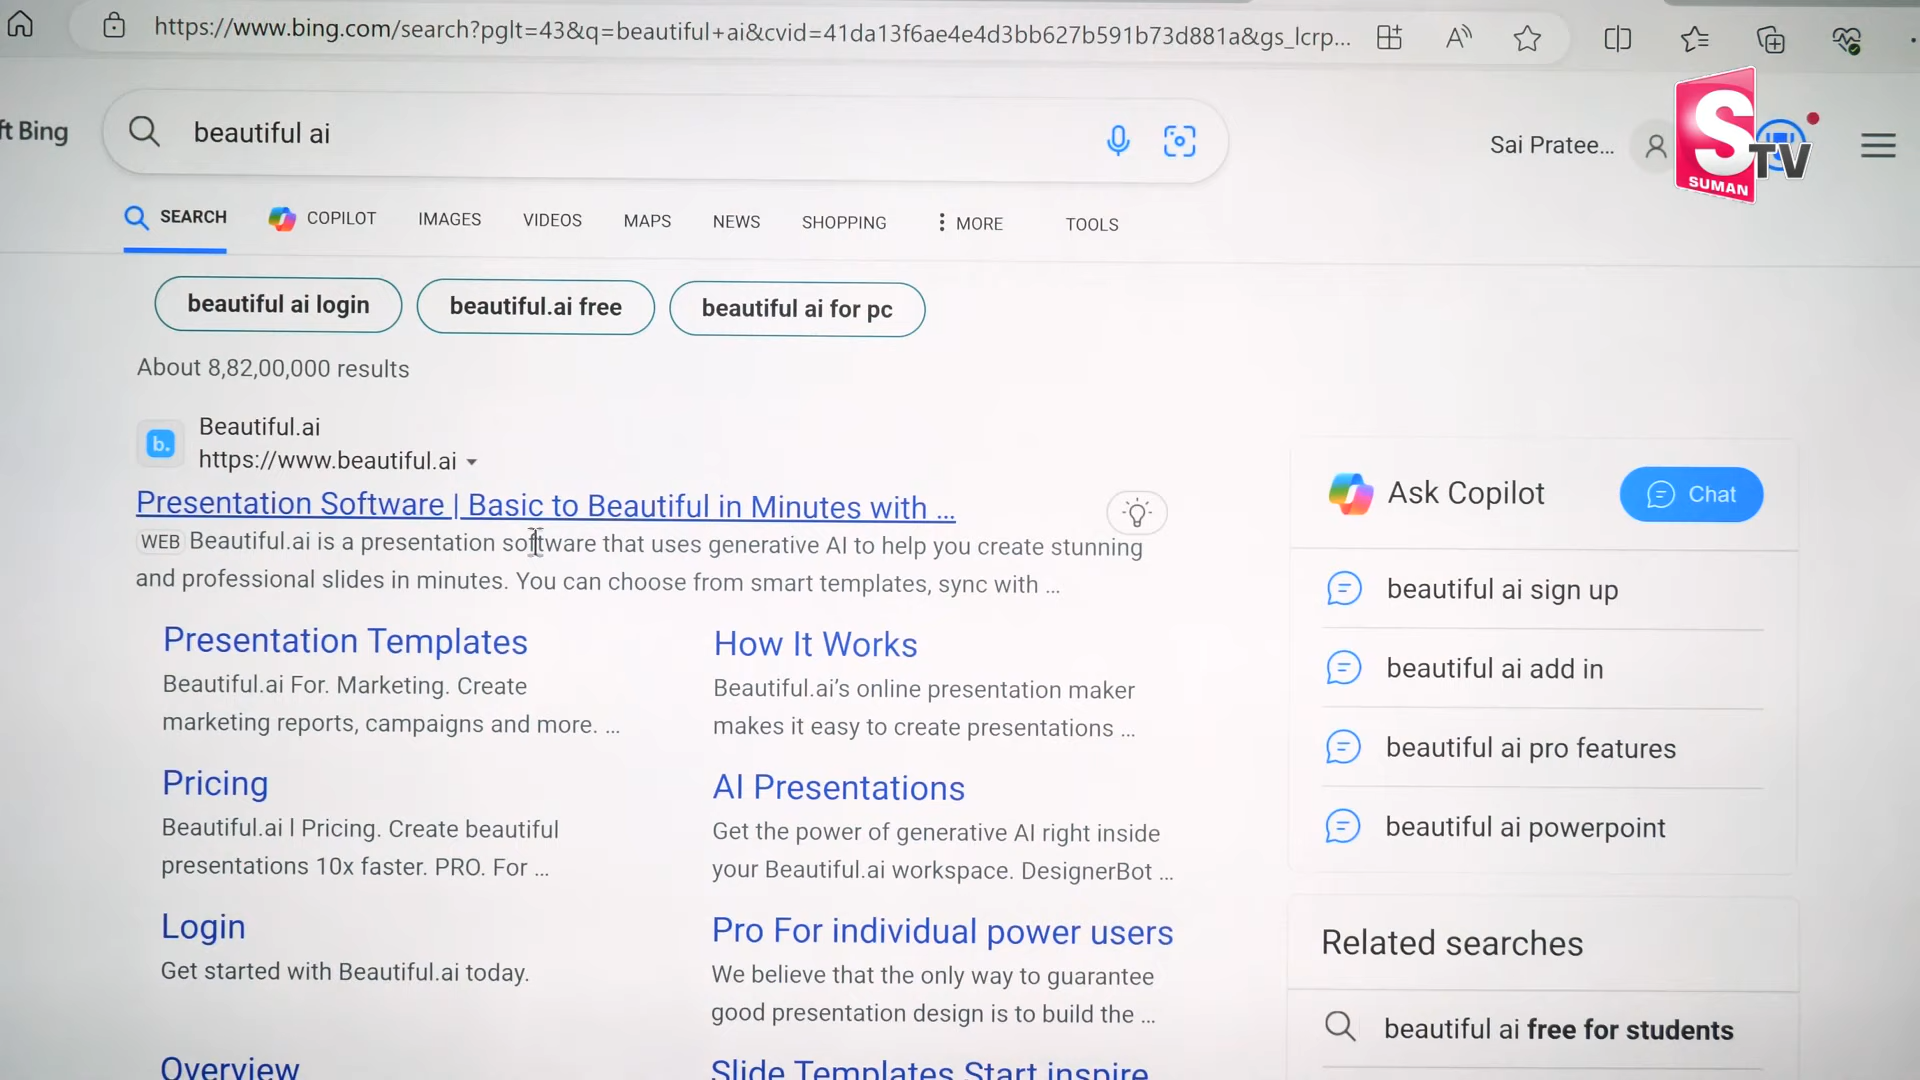 https://www.bing.com/search?pglt=43&q=beautiful+ai&cvid=41da13f6ae4e4d3bb627b591b73d881a&gs_lcrp...
ft Bing
beautiful ai
Sai Pratee...
S
TV
SUMAN
SEARCH
COPILOT
IMAGES
VIDEOS
MAPS
NEWS
SHOPPING
MORE
TOOLS
beautiful ai login
beautiful.ai free
beautiful ai for pc
About 8,82,00,000 results
b.
Beautiful.ai
https://www.beautiful.ai
Presentation Software | Basic to Beautiful in Minutes with ...
WEB Beautiful.ai is a presentation software that uses generative AI to help you create stunning
and professional slides in minutes. You can choose from smart templates, sync with ...
Presentation Templates
Beautiful.ai For. Marketing. Create
marketing reports, campaigns and more. ...
How It Works
Beautiful.ai’s online presentation maker
makes it easy to create presentations ...
Pricing
Beautiful.ai l Pricing. Create beautiful
presentations 10x faster. PRO. For ...
AI Presentations
Get the power of generative AI right inside
your Beautiful.ai workspace. DesignerBot ...
Login
Get started with Beautiful.ai today.
Pro For individual power users
We believe that the only way to guarantee
good presentation design is to build the ...
Overview
Slide Templates Start inspire
Ask Copilot
Chat
beautiful ai sign up
beautiful ai add in
beautiful ai pro features
beautiful ai powerpoint
Related searches
beautiful ai free for students